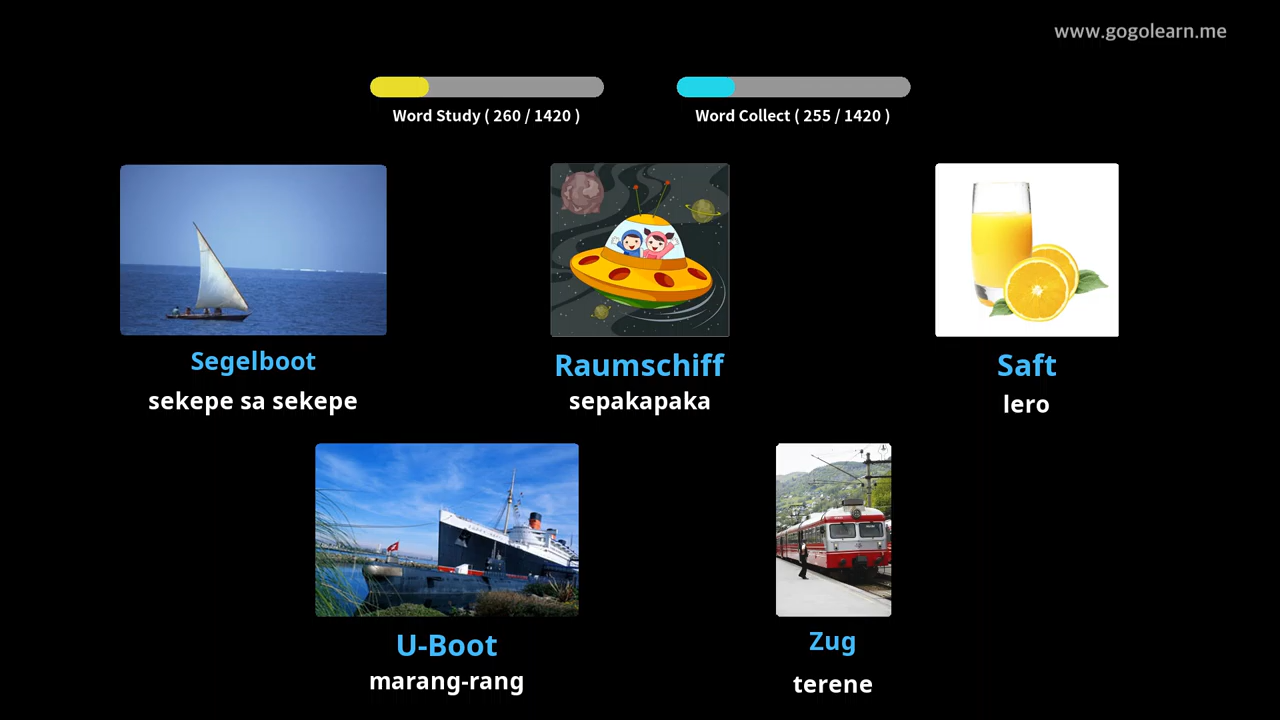 www.gogolearn.me
Word Study ( 260 / 1420 )
Word Collect ( 255 / 1420 )
Segelboot
sekepe sa sekepe
Raumschiff
sepakapaka
Saft
lero
U-Boot
marang-rang
Zug
terene